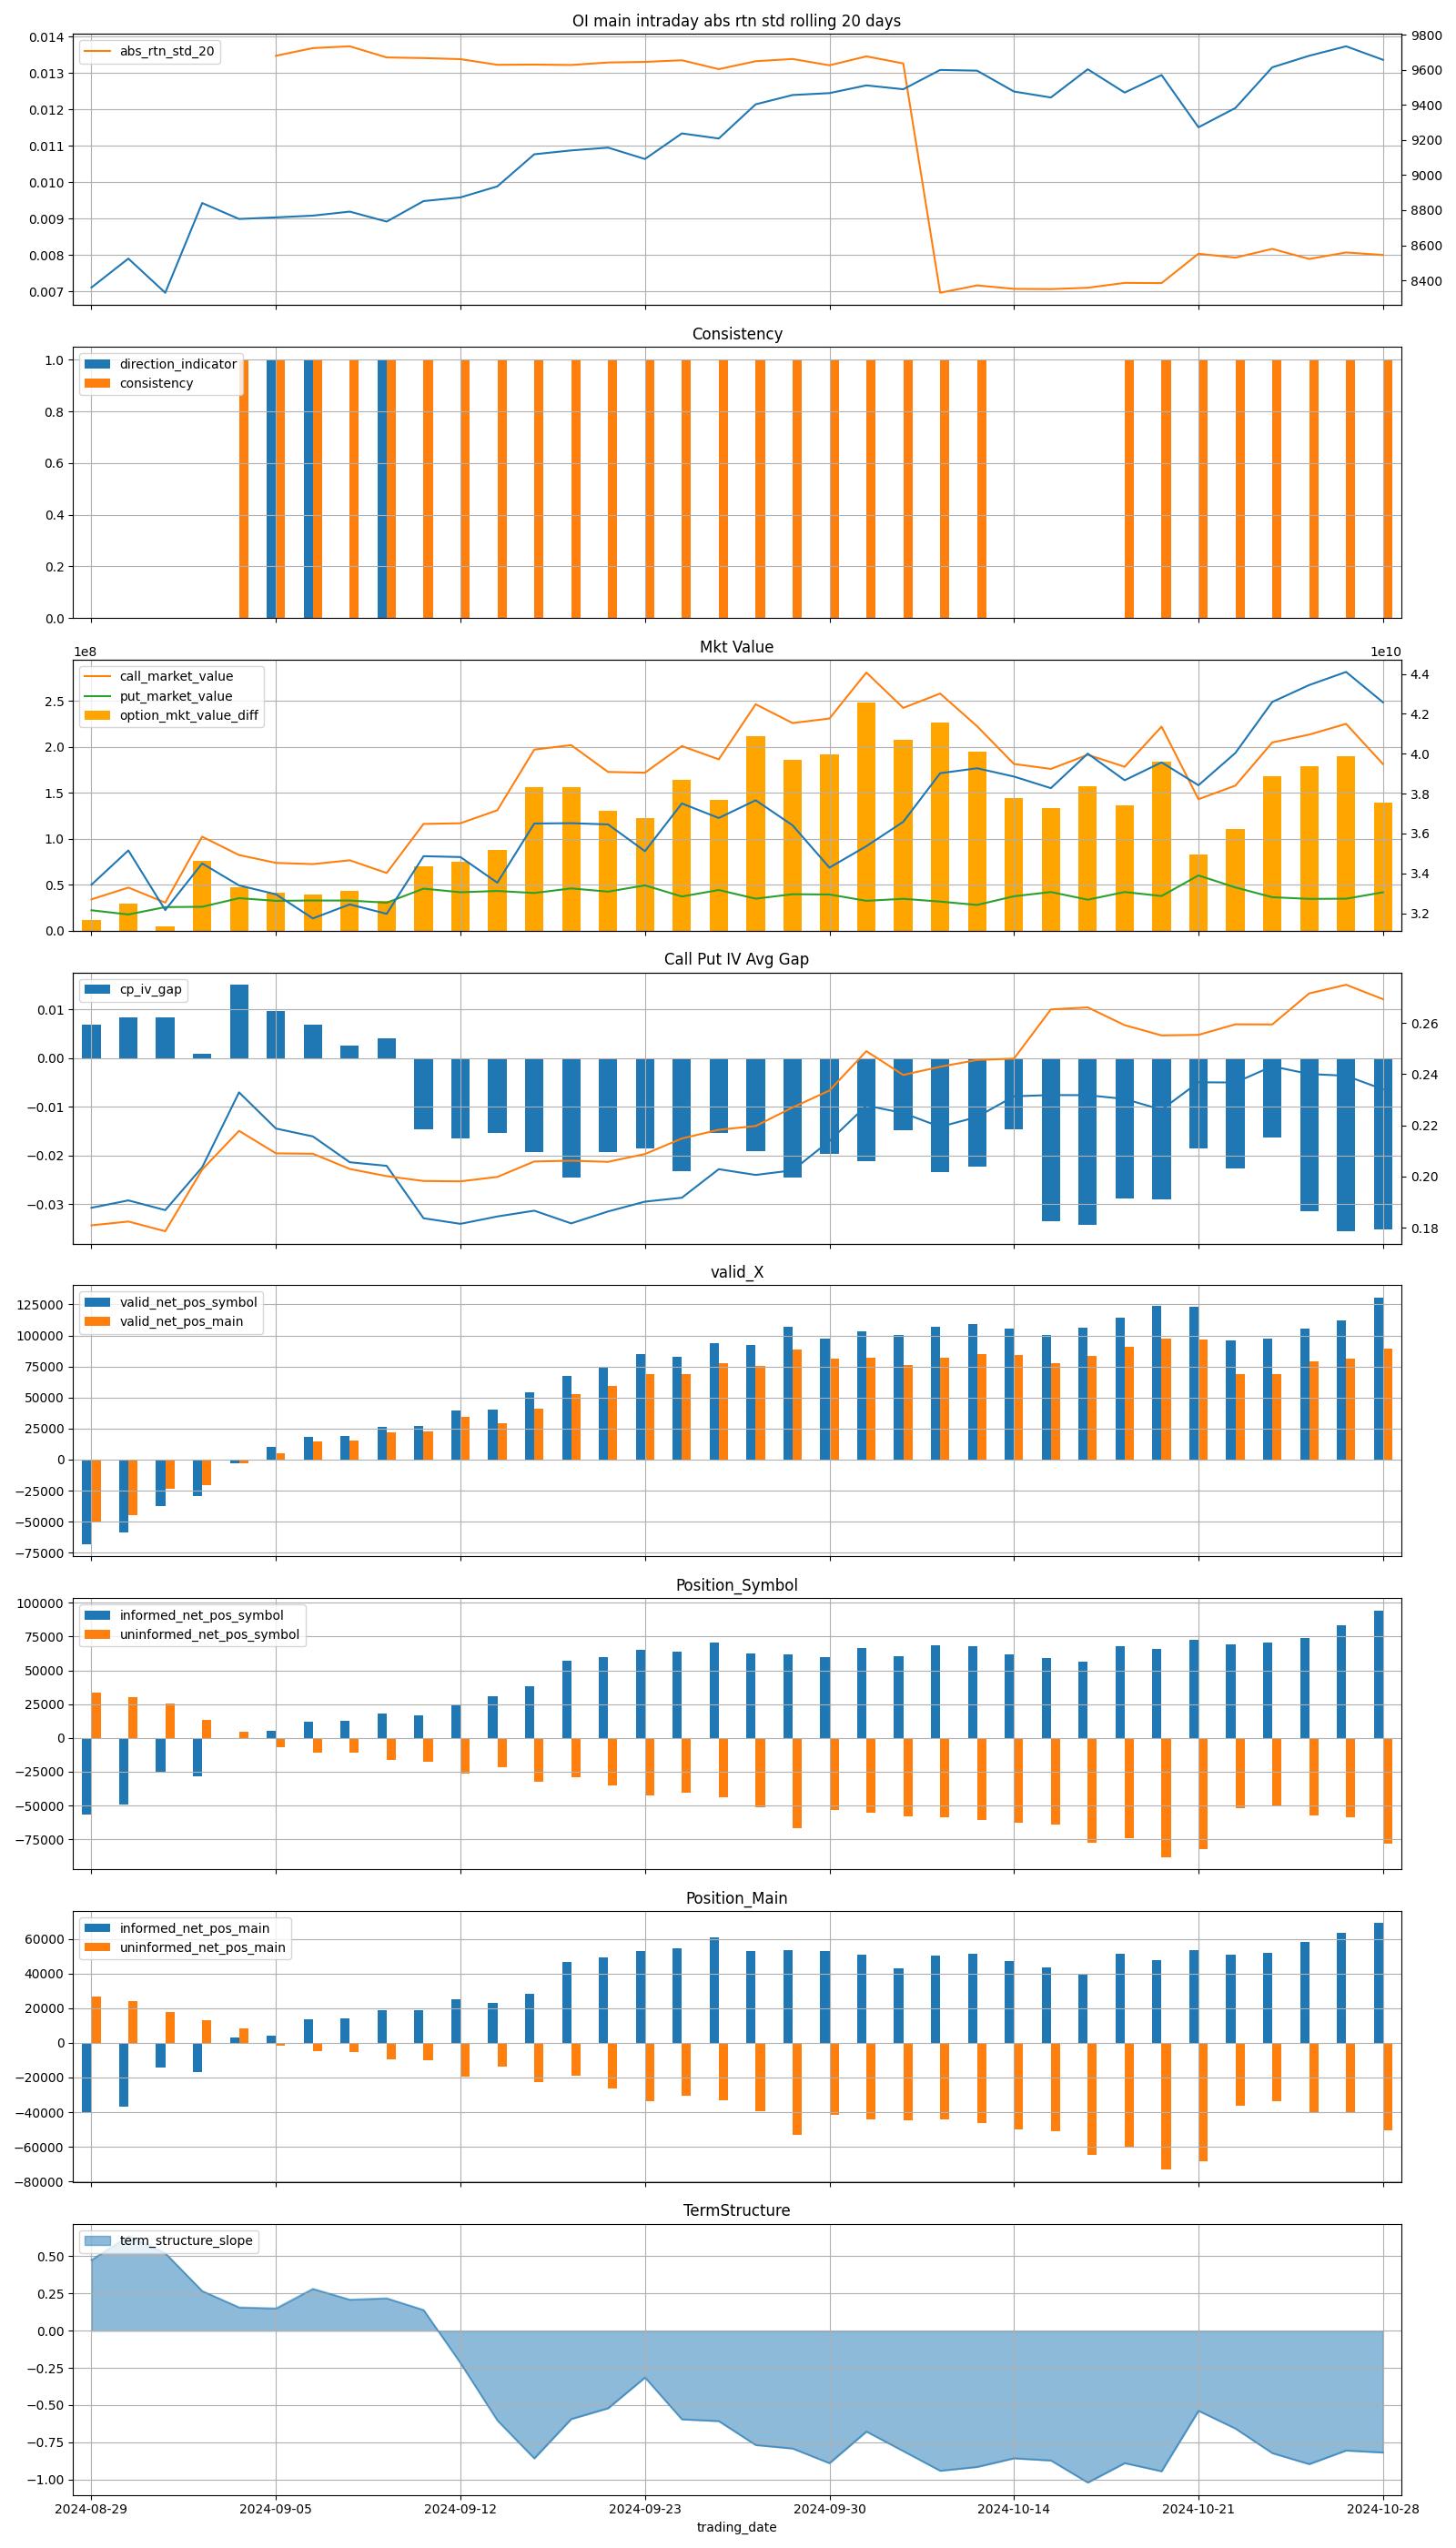 OI main intraday abs rtn std rolling 20 days
abs_rtn_std_20
0.014
0.013
0.012
0.011
0.010
0.009
0.008
0.007
9800
9600
9400
9200
9000
8800
8600
8400
Consistency
direction_indicator
consistency
1.0
0.8
0.6
0.4
0.2
0.0
Mkt Value
1e8
1e10
call_market_value
put_market_value
option_mkt_value_diff
2.5
2.0
1.5
1.0
0.5
0.0
4.4
4.2
4.0
3.8
3.6
3.4
3.2
Call Put IV Avg Gap
cp_iv_gap
0.01
0.00
−0.01
−0.02
−0.03
0.26
0.24
0.22
0.20
0.18
valid_X
valid_net_pos_symbol
valid_net_pos_main
125000
100000
75000
50000
25000
0
−25000
−50000
−75000
Position_Symbol
informed_net_pos_symbol
uninformed_net_pos_symbol
100000
75000
50000
25000
0
−25000
−50000
−75000
Position_Main
informed_net_pos_main
uninformed_net_pos_main
60000
40000
20000
0
−20000
−40000
−60000
−80000
TermStructure
term_structure_slope
0.50
0.25
0.00
−0.25
−0.50
−0.75
−1.00
2024-08-29 2024-09-05 2024-09-12 2024-09-23 2024-09-30 2024-10-14 2024-10-21 2024-10-28
trading_date